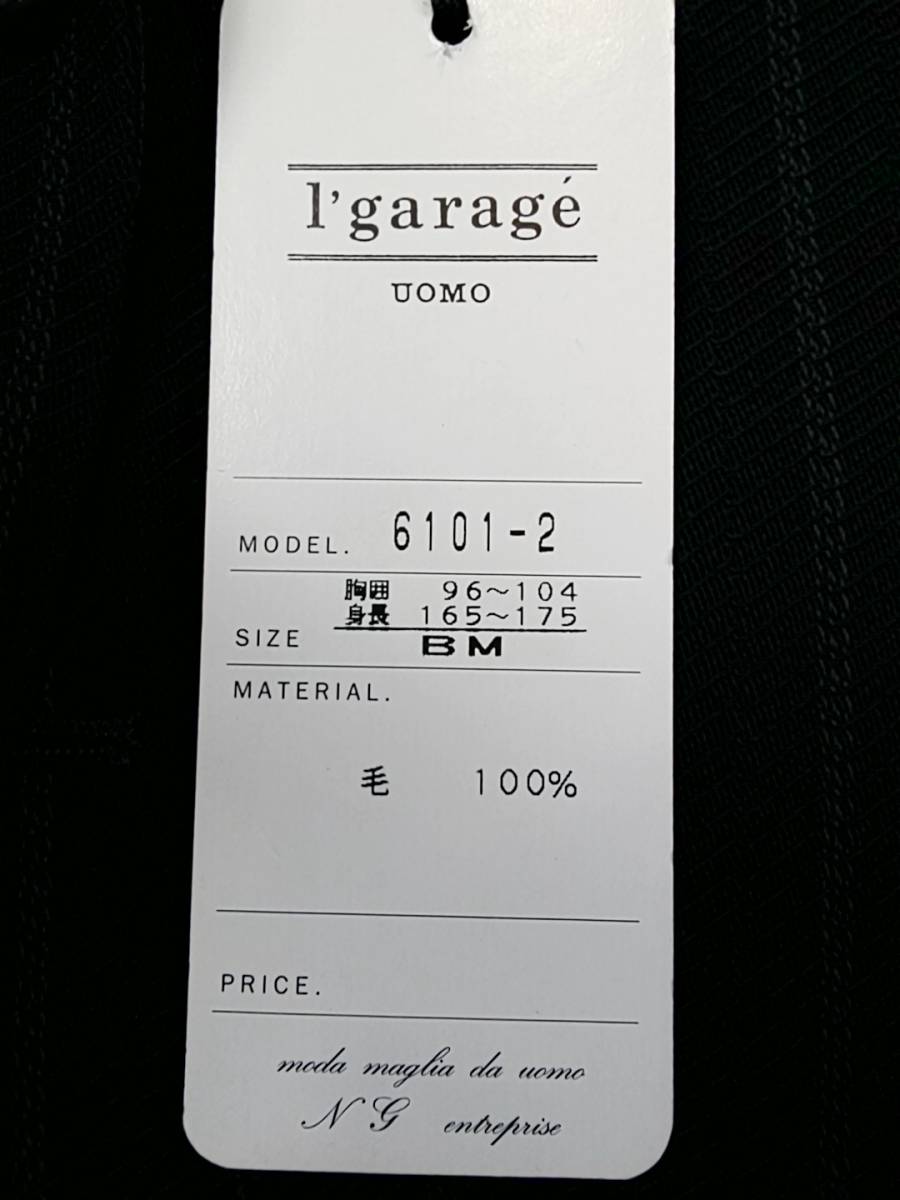 l'garagé
UOMO
MODEL. 6101-2
胸囲 96～104
身長 165～175
SIZE BM
MATERIAL.
毛 100%
PRICE.
moda maglia da uomo
NG entreprise